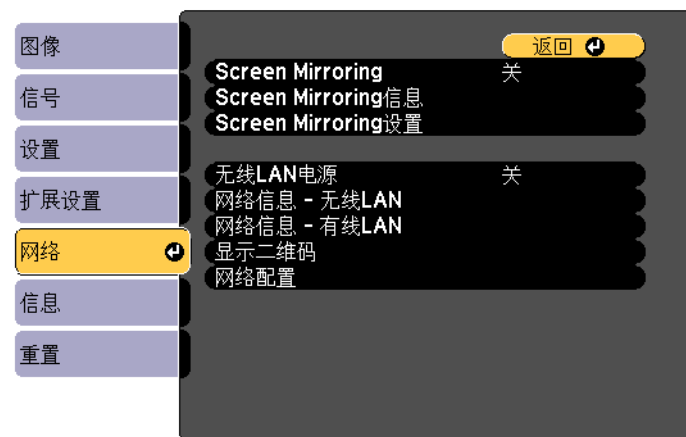 图像
信号
设置
扩展设置
网络
信息
重置
返回
Screen Mirroring 关
Screen Mirroring信息
Screen Mirroring设置
无线LAN电源 关
网络信息 - 无线LAN
网络信息 - 有线LAN
显示二维码
网络配置